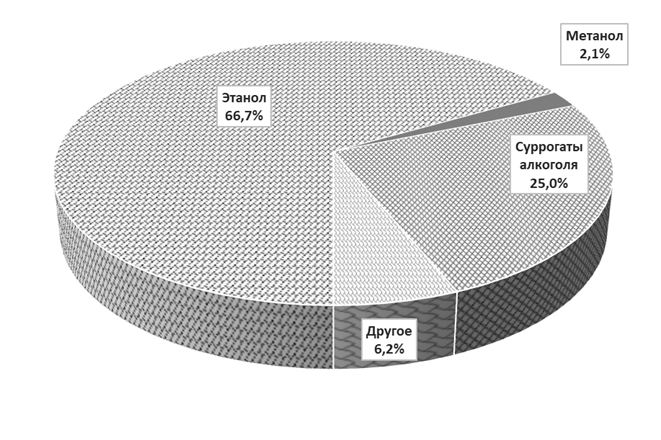 Метанол
2,1%
Этанол
66,7%
Суррогаты
алкоголя
25,0%
Другое
6,2%